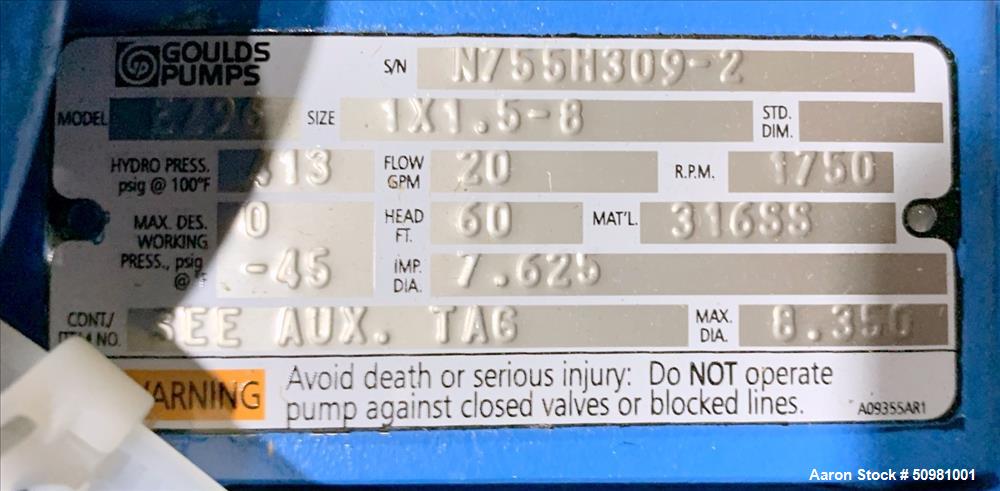 GOULDS PUMPS
S/N N755H309-2
MODEL SIZE 1X1.5-8 STD. DIM.
HYDRO PRESS. psig @ 100°F FLOW GPM 20 R.P.M. 1750
MAX. DES. WORKING PRESS., psig @ °F 0 HEAD FT. 60 MAT'L. 316SS
-45 IMP. DIA. 7.625
CONT./ ITEM NO. SEE AUX. TAG MAX. DIA. 8.350
WARNING Avoid death or serious injury: Do NOT operate
pump against closed valves or blocked lines. A09355AR1
Aaron Stock # 50981001